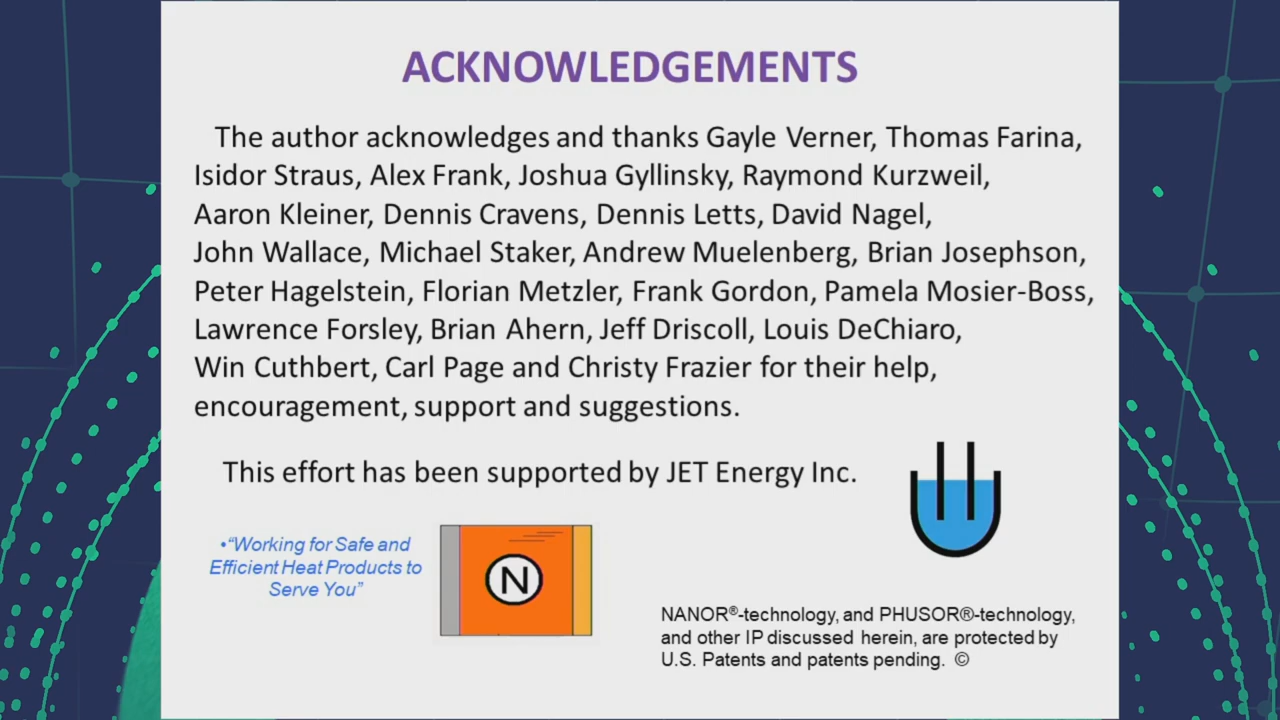 ACKNOWLEDGEMENTS
The author acknowledges and thanks Gayle Verner, Thomas Farina,
Isidor Straus, Alex Frank, Joshua Gyllinsky, Raymond Kurzweil,
Aaron Kleiner, Dennis Cravens, Dennis Letts, David Nagel,
John Wallace, Michael Staker, Andrew Muelenberg, Brian Josephson,
Peter Hagelstein, Florian Metzler, Frank Gordon, Pamela Mosier-Boss,
Lawrence Forsley, Brian Ahern, Jeff Driscoll, Louis DeChiaro,
Win Cuthbert, Carl Page and Christy Frazier for their help,
encouragement, support and suggestions.
This effort has been supported by JET Energy Inc.
•“Working for Safe and
Efficient Heat Products to
Serve You”
N
NANOR®-technology, and PHUSOR®-technology,
and other IP discussed herein, are protected by
U.S. Patents and patents pending. ©